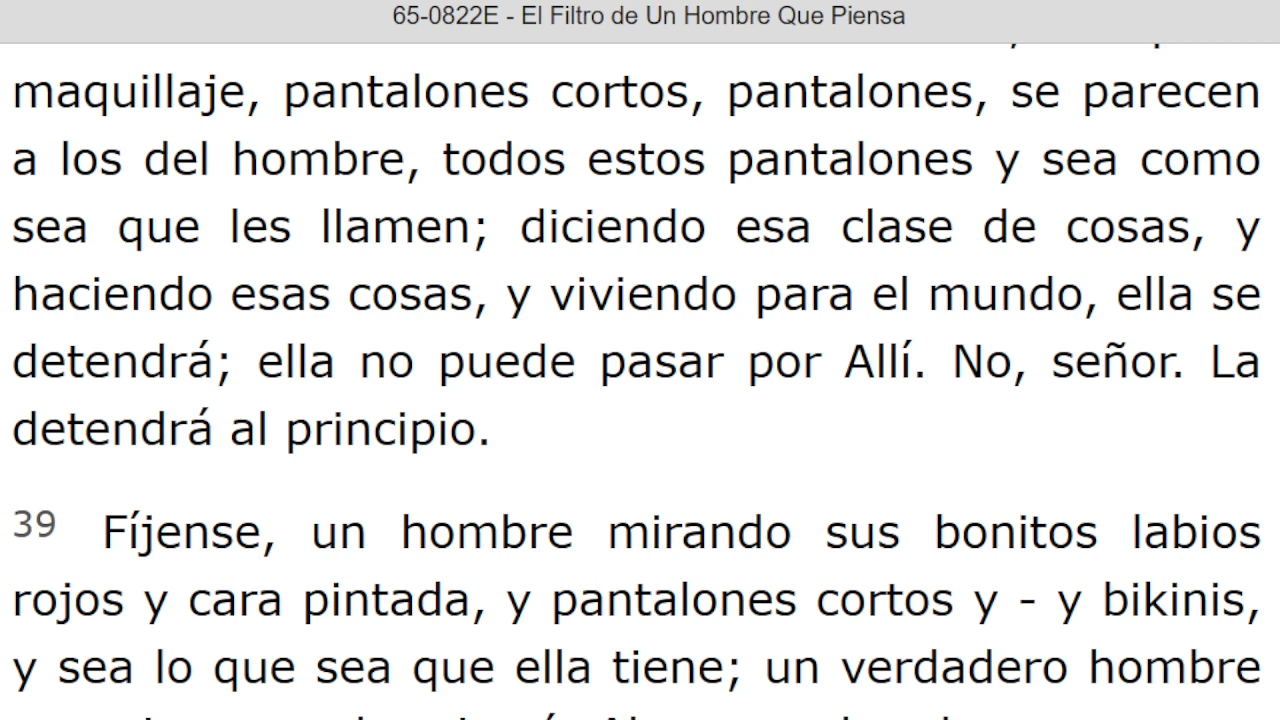 65-0822E - El Filtro de Un Hombre Que Piensa
maquillaje, pantalones cortos, pantalones, se parecen
a los del hombre, todos estos pantalones y sea como
sea que les llamen; diciendo esa clase de cosas, y
haciendo esas cosas, y viviendo para el mundo, ella se
detendrá; ella no puede pasar por Allí. No, señor. La
detendrá al principio.
39 Fíjense, un hombre mirando sus bonitos labios
rojos y cara pintada, y pantalones cortos y - y bikinis,
y sea lo que sea que ella tiene; un verdadero hombre